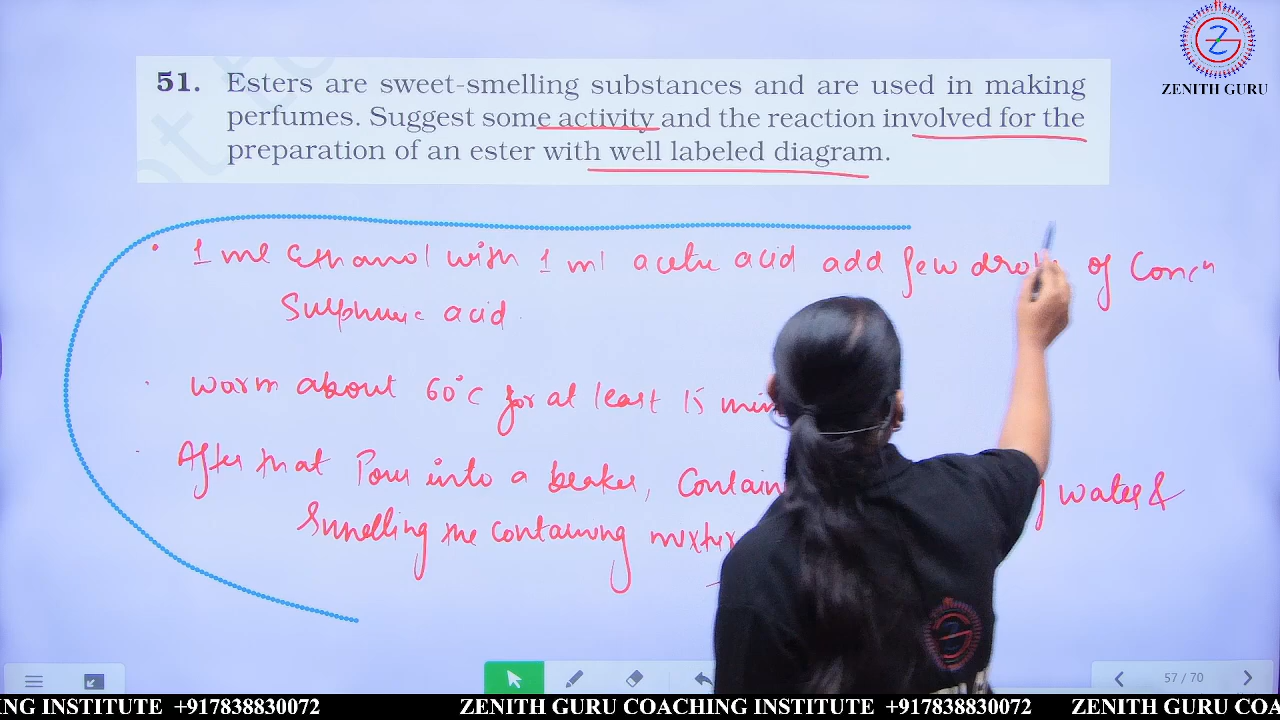 ZENITH GURU
51. Esters are sweet-smelling substances and are used in making
perfumes. Suggest some activity and the reaction involved for the
preparation of an ester with well labeled diagram.
• 1 ml Ethanol with 1 ml acetic acid add few drops of Concn
Sulphuric acid.
• Warm about 60°C for at least 15 min
• After that Pour into a beaker, Contain water &
Smelling the containing mixture
57 / 70
NG INSTITUTE +917838830072 ZENITH GURU COACHING INSTITUTE +917838830072 ZENITH GURU COA